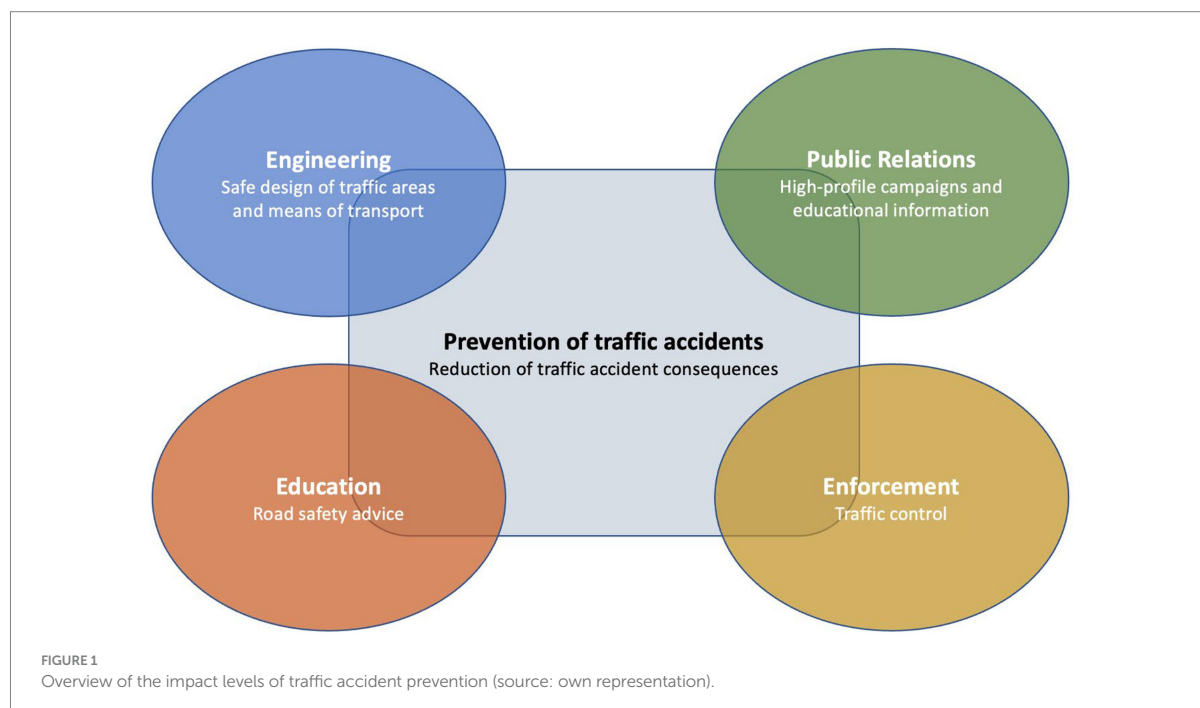 Engineering
Safe design of traffic areas
and means of transport
Public Relations
High-profile campaigns and
educational information
Prevention of traffic accidents
Reduction of traffic accident consequences
Education
Road safety advice
Enforcement
Traffic control
FIGURE 1
Overview of the impact levels of traffic accident prevention (source: own representation).